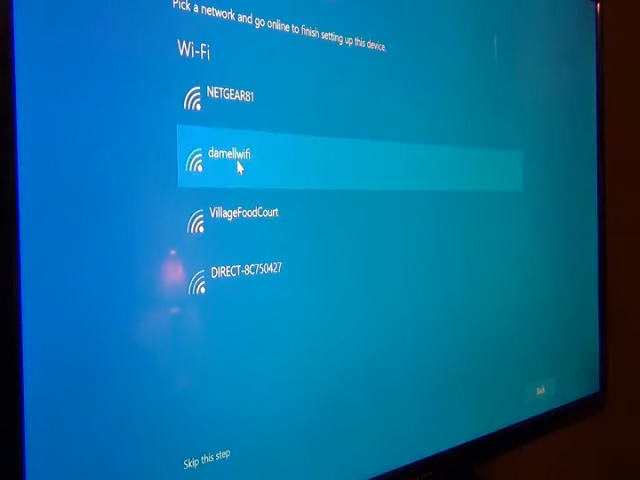 Pick a network and go online to finish setting up this device.
Wi-Fi
NETGEAR81
darnellwifi
VillageFoodCourt
DIRECT-8C750427
Back
Skip this step